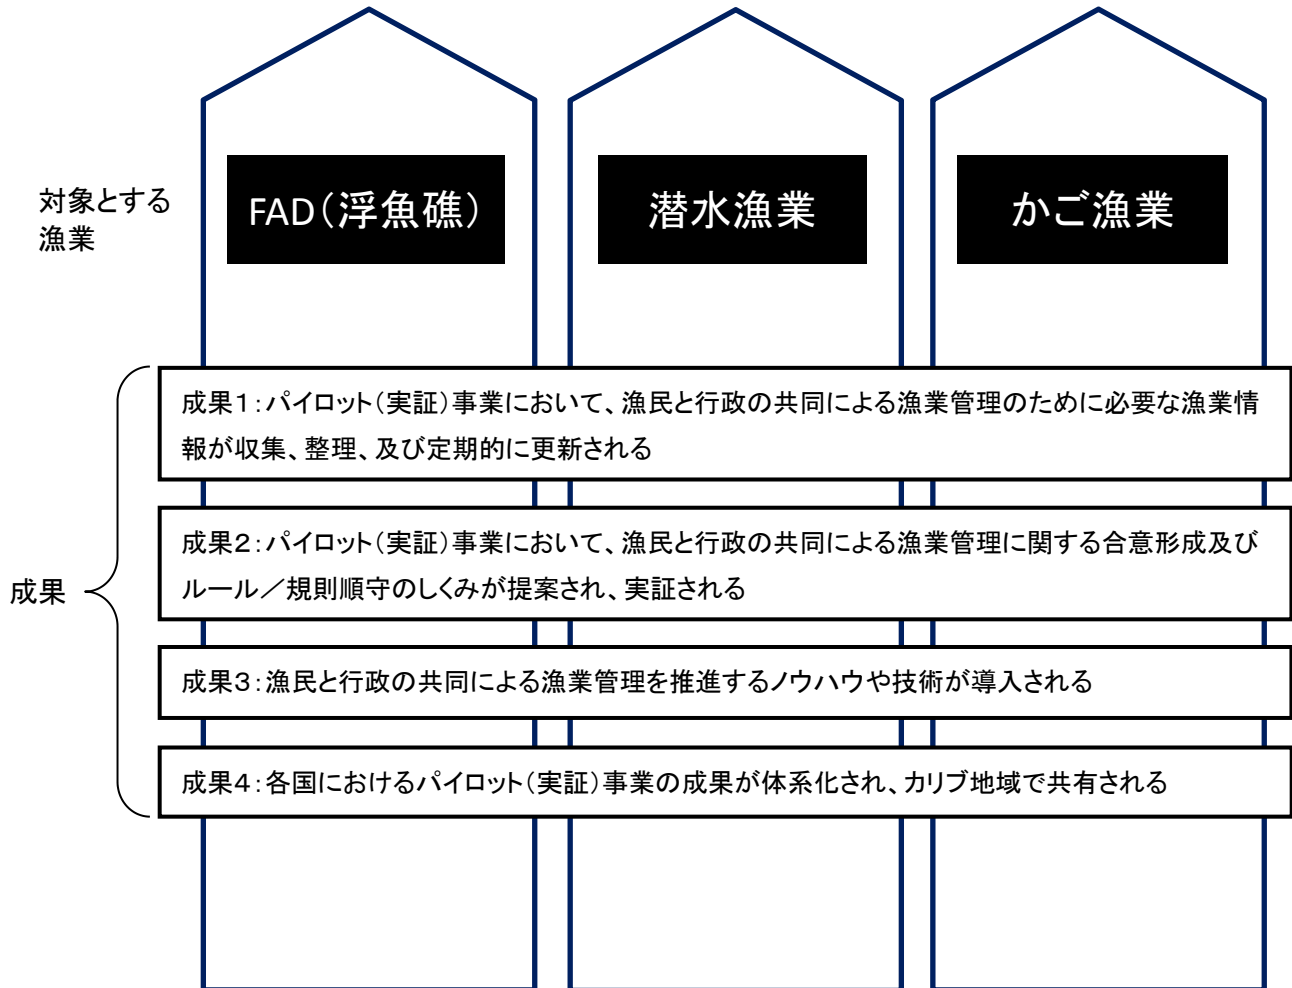 対象とする
漁業
FAD(浮魚礁)
潜水漁業
かご漁業
成果
成果1:パイロット(実証)事業において、漁民と行政の共同による漁業管理のために必要な漁業情
報が収集、整理、及び定期的に更新される
成果2:パイロット(実証)事業において、漁民と行政の共同による漁業管理に関する合意形成及び
ルール/規則順守のしくみが提案され、実証される
成果3:漁民と行政の共同による漁業管理を推進するノウハウや技術が導入される
成果4:各国におけるパイロット(実証)事業の成果が体系化され、カリブ地域で共有される